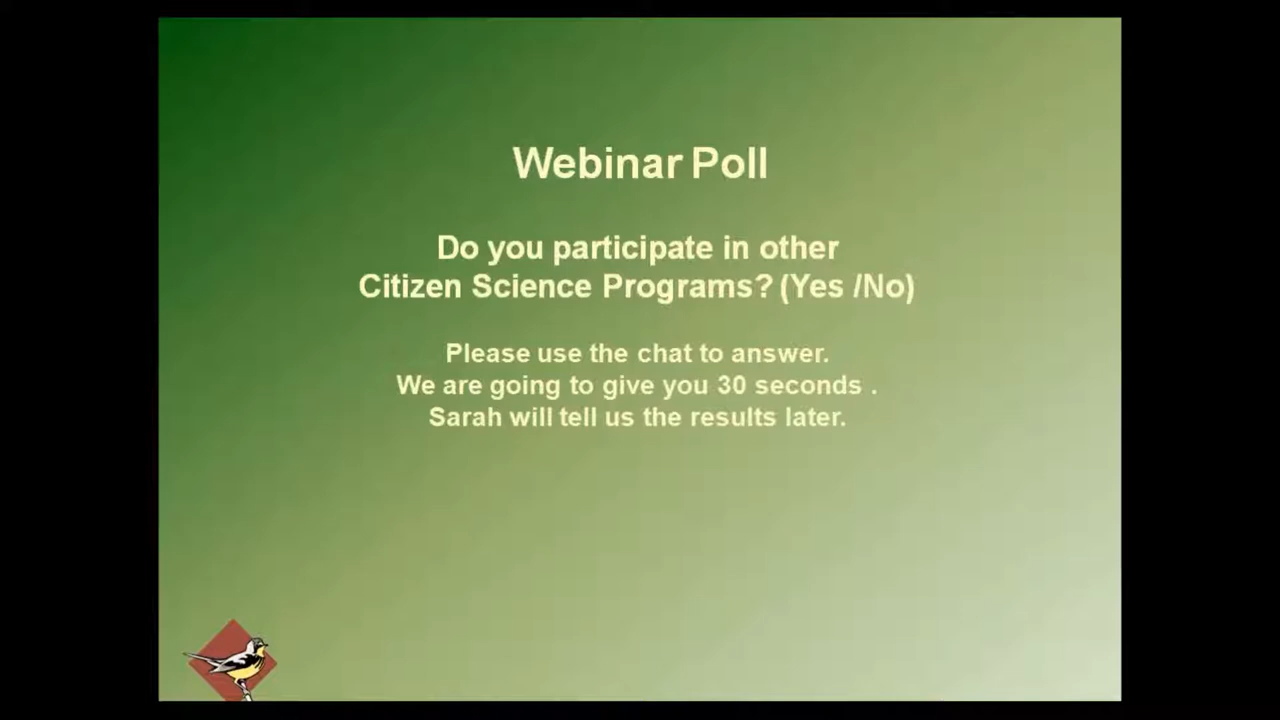 Webinar Poll
Do you participate in other
Citizen Science Programs? (Yes /No)
Please use the chat to answer.
We are going to give you 30 seconds .
Sarah will tell us the results later.